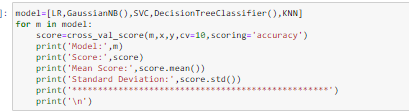 ]: model=[LR,GaussianNB(),SVC,DecisionTreeClassifier(),KNN]
for m in model:
    score=cross_val_score(m,x,y,cv=10,scoring='accuracy')
    print('Model:',m)
    print('Score:',score)
    print('Mean Score:',score.mean())
    print('Standard Deviation:',score.std())
    print('**************************************************')
    print('\n')